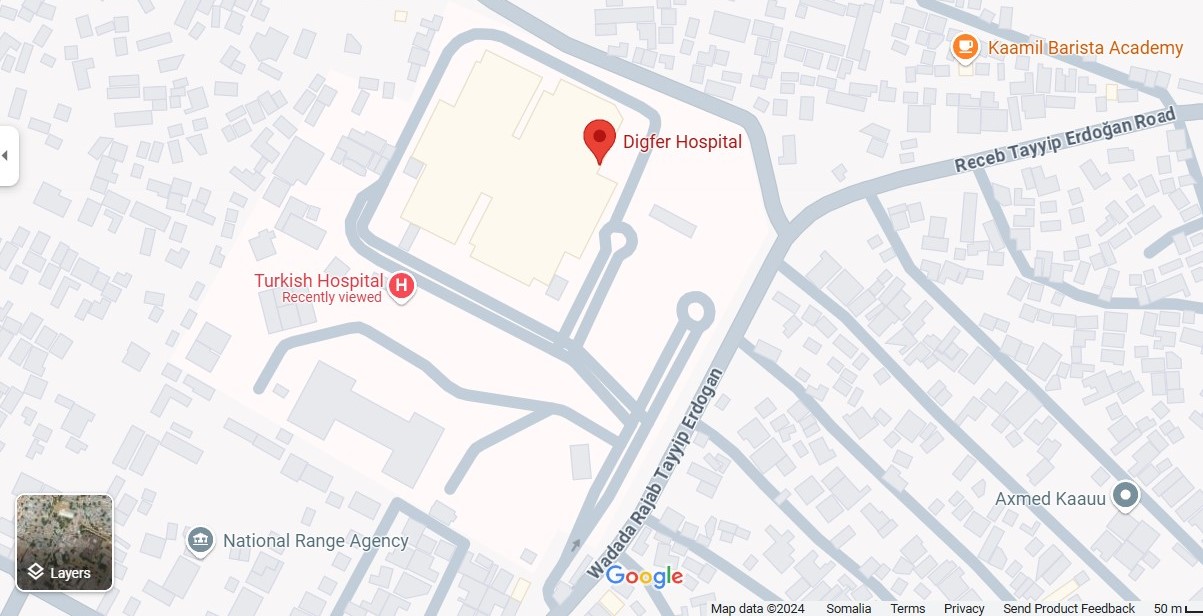 Kaamil Barista Academy
Receb Tayyip Erdoğan Road
Digfer Hospital
Turkish Hospital
H
Recently viewed
Wadada Rajab Tayyip Erdogan
Axmed Kaauu
National Range Agency
Layers
Google
Map data ©2024 Somalia Terms Privacy Send Product Feedback 50 m